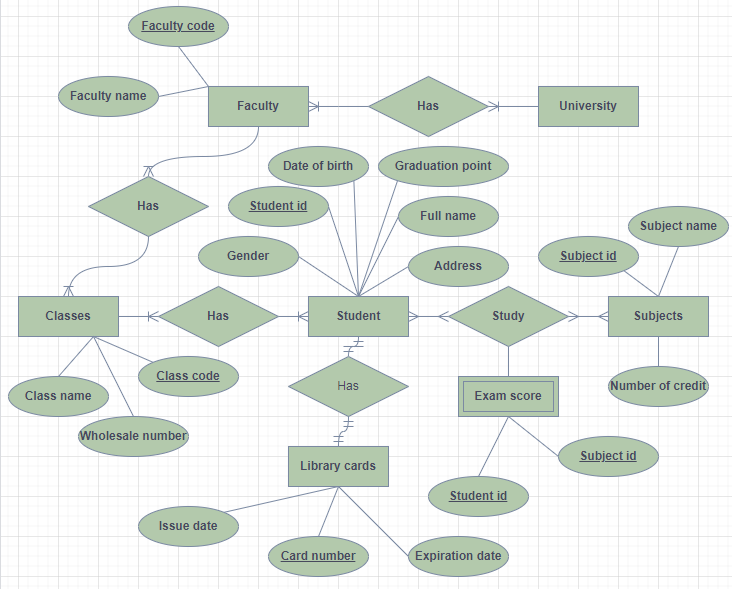 Faculty code
Faculty name
Faculty
Has
University
Date of birth
Graduation point
Has
Student id
Full name
Subject name
Gender
Address
Subject id
Classes
Has
Student
Study
Subjects
Class code
Has
Number of credit
Class name
Exam score
Wholesale number
Subject id
Library cards
Student id
Issue date
Card number
Expiration date